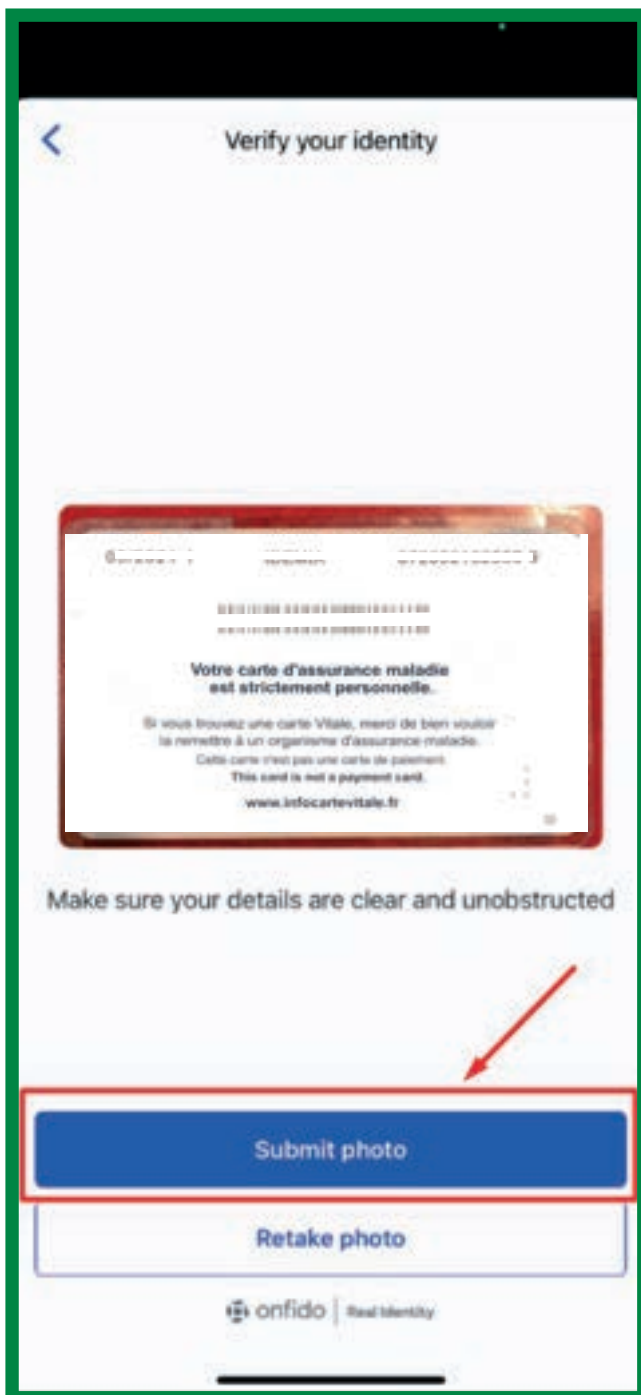 Verify your identity
IDEMIA
Votre carte d'assurance maladie
est strictement personnelle.
Si vous trouvez une carte Vitale, merci de bien vouloir
la remettre à un organisme d'assurance maladie.
Cette carte n'est pas une carte de paiement.
This card is not a payment card.
www.infocartevitale.fr
Make sure your details are clear and unobstructed
Submit photo
Retake photo
onfido | Real Identity